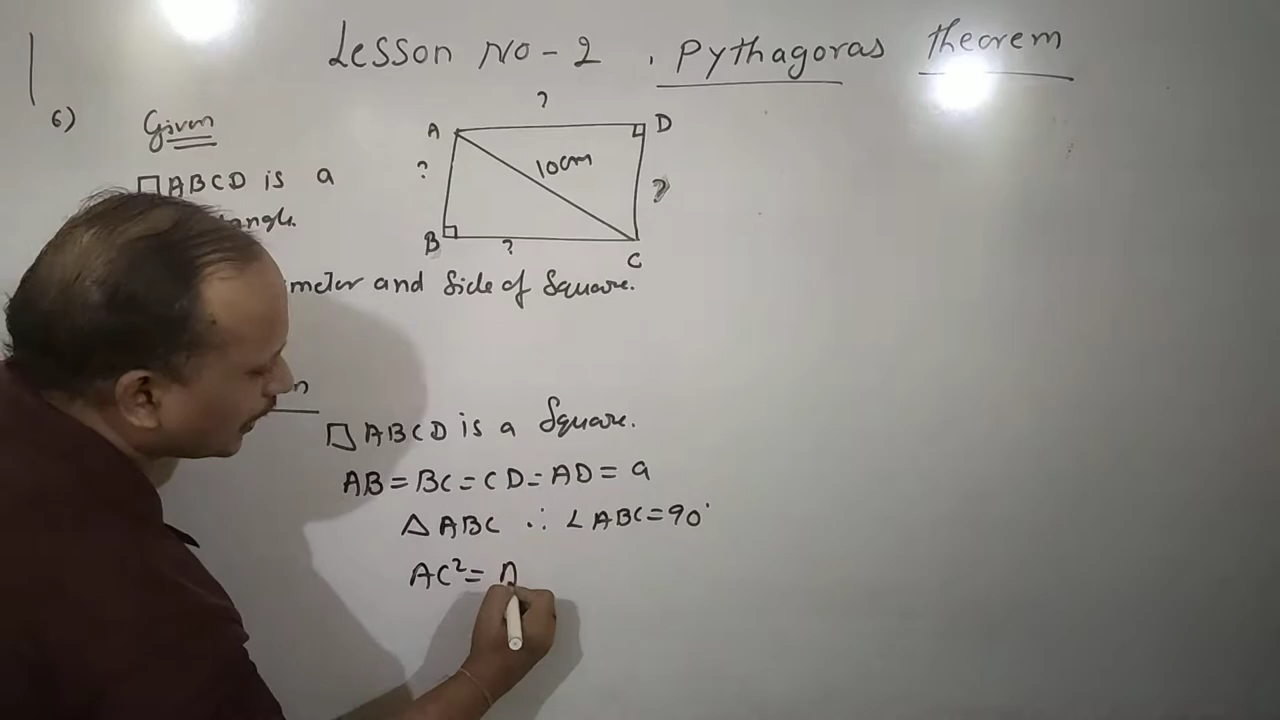 Lesson No-2 . Pythagoras theorem
6) Given
□ABCD is a
?
A D
10cm
? ?
B C
?
and Side of Square.
□ABCD is a Square.
AB = BC = CD = AD = a
△ABC ∴ ∠ABC=90°
AC²= A